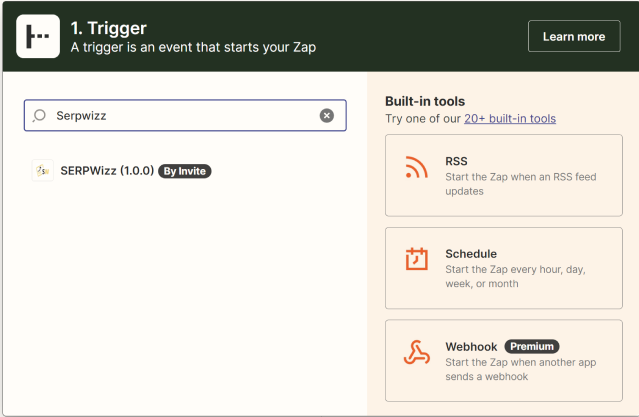 1. Trigger
A trigger is an event that starts your Zap
Learn more
Serpwizz
SERPWizz (1.0.0) By Invite
Built-in tools
Try one of our 20+ built-in tools
RSS
Start the Zap when an RSS feed
updates
Schedule
Start the Zap every hour, day,
week, or month
Webhook Premium
Start the Zap when another app
sends a webhook